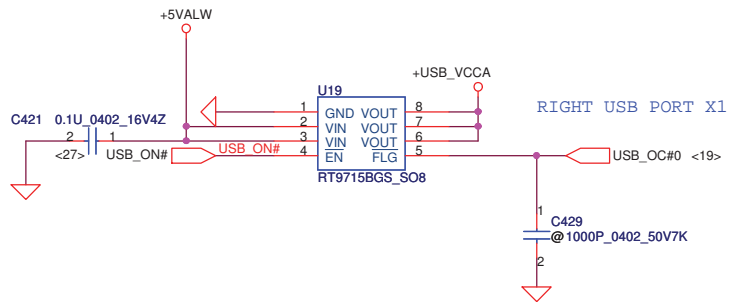 +5VALW
+USB_VCCA
U19
RIGHT USB PORT X1
C421 0.1U_0402_16V4Z
1 GND VOUT 8
2 VIN VOUT 7
3 VIN VOUT 6
4 EN FLG 5
2 1
<27> USB_ON# USB_ON#
USB_OC#0 <19>
RT9715BGS_SO8
1
C429
@1000P_0402_50V7K
2